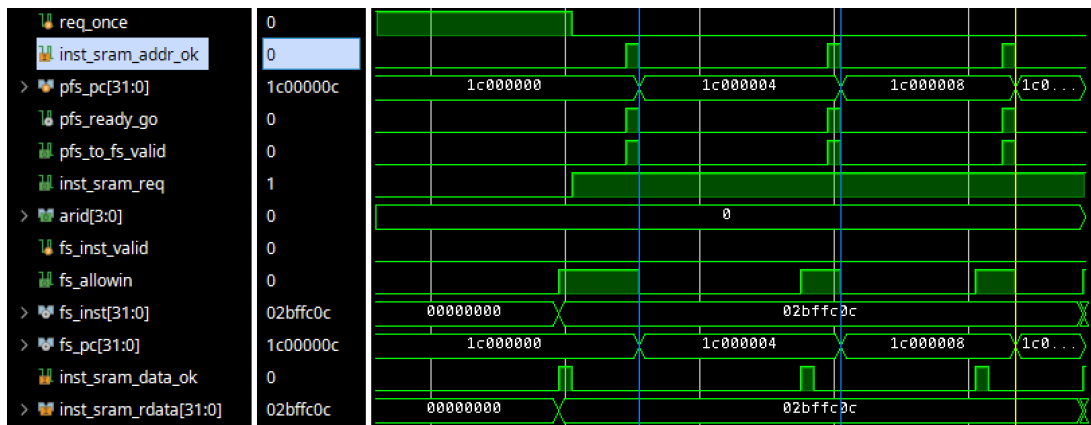 req_once 0
inst_sram_addr_ok 0
pfs_pc[31:0] 1c00000c 1c000000 1c000004 1c000008 1c0...
pfs_ready_go 0
pfs_to_fs_valid 0
inst_sram_req 1
arid[3:0] 0 0
fs_inst_valid 0
fs_allowin 0
fs_inst[31:0] 02bffc0c 00000000 02bffc0c
fs_pc[31:0] 1c00000c 1c000000 1c000004 1c000008 1c0...
inst_sram_data_ok 0
inst_sram_rdata[31:0] 02bffc0c 00000000 02bffc0c